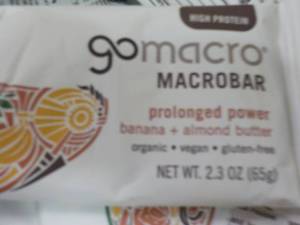 HIGH PROTEIN
gomacro®
MACROBAR
prolonged power
banana + almond butter
organic • vegan • gluten-free
NET WT. 2.3 OZ (65g)